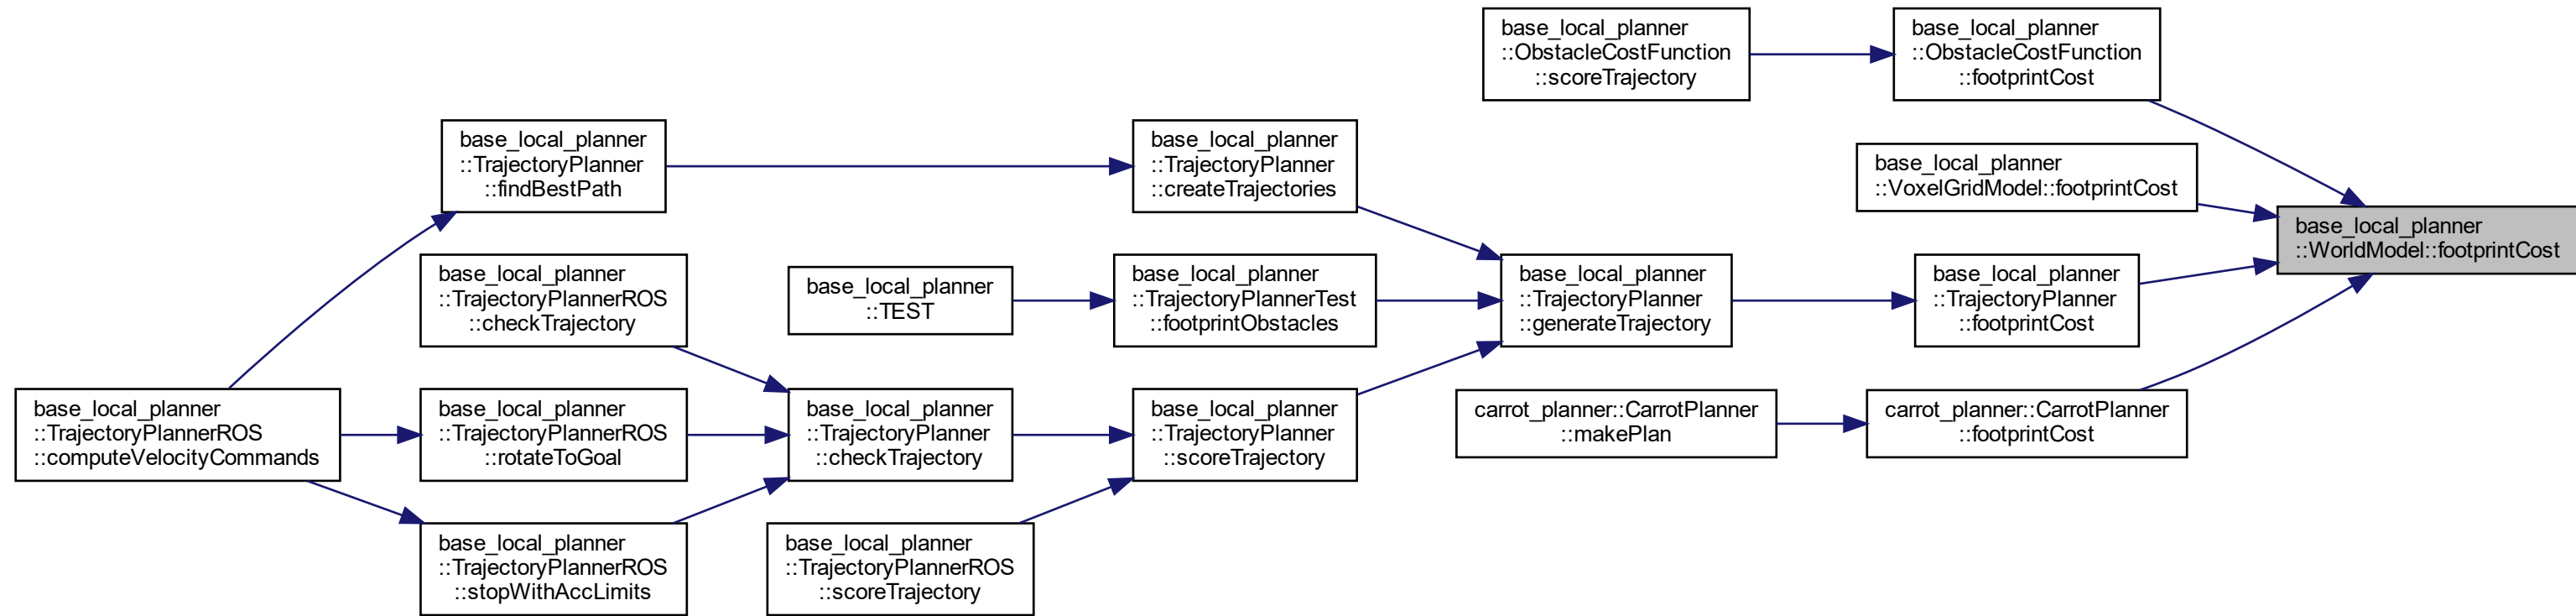 base_local_planner
::ObstacleCostFunction
::scoreTrajectory
base_local_planner
::ObstacleCostFunction
::footprintCost
base_local_planner
::TrajectoryPlanner
::findBestPath
base_local_planner
::TrajectoryPlanner
::createTrajectories
base_local_planner
::VoxelGridModel::footprintCost
base_local_planner
::WorldModel::footprintCost
base_local_planner
::TrajectoryPlannerROS
::checkTrajectory
base_local_planner
::TEST
base_local_planner
::TrajectoryPlannerTest
::footprintObstacles
base_local_planner
::TrajectoryPlanner
::generateTrajectory
base_local_planner
::TrajectoryPlanner
::footprintCost
base_local_planner
::TrajectoryPlannerROS
::computeVelocityCommands
base_local_planner
::TrajectoryPlannerROS
::rotateToGoal
base_local_planner
::TrajectoryPlanner
::checkTrajectory
base_local_planner
::TrajectoryPlanner
::scoreTrajectory
carrot_planner::CarrotPlanner
::makePlan
carrot_planner::CarrotPlanner
::footprintCost
base_local_planner
::TrajectoryPlannerROS
::stopWithAccLimits
base_local_planner
::TrajectoryPlannerROS
::scoreTrajectory